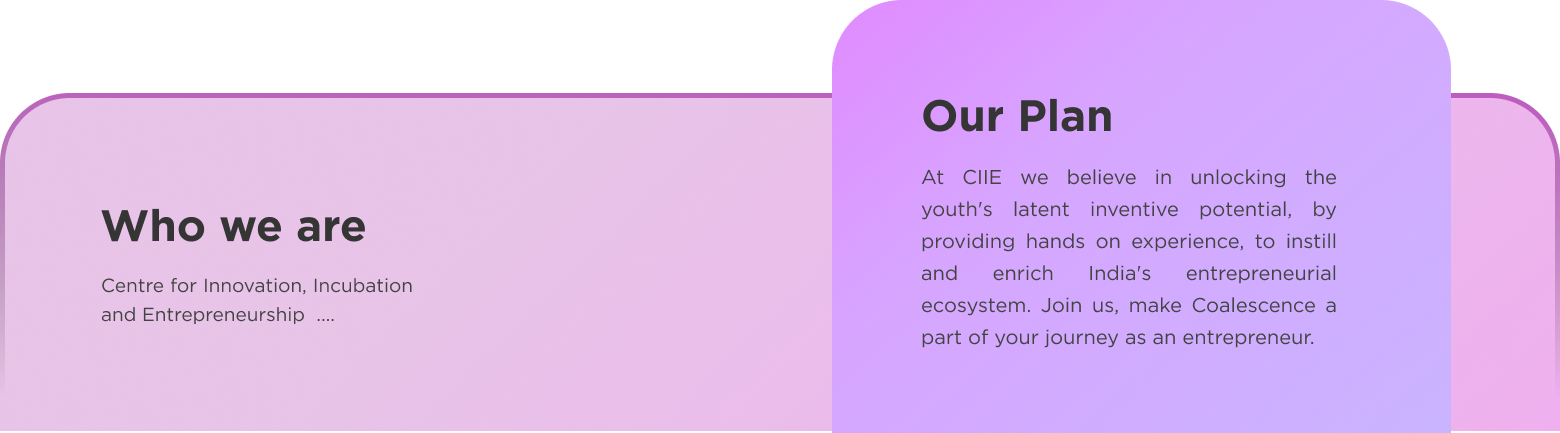 Who we are
Centre for Innovation, Incubation
and Entrepreneurship  ....
Our Plan
At CIIE we believe in unlocking the
youth's latent inventive potential, by
providing hands on experience, to instill
and enrich India's entrepreneurial
ecosystem. Join us, make Coalescence a
part of your journey as an entrepreneur.